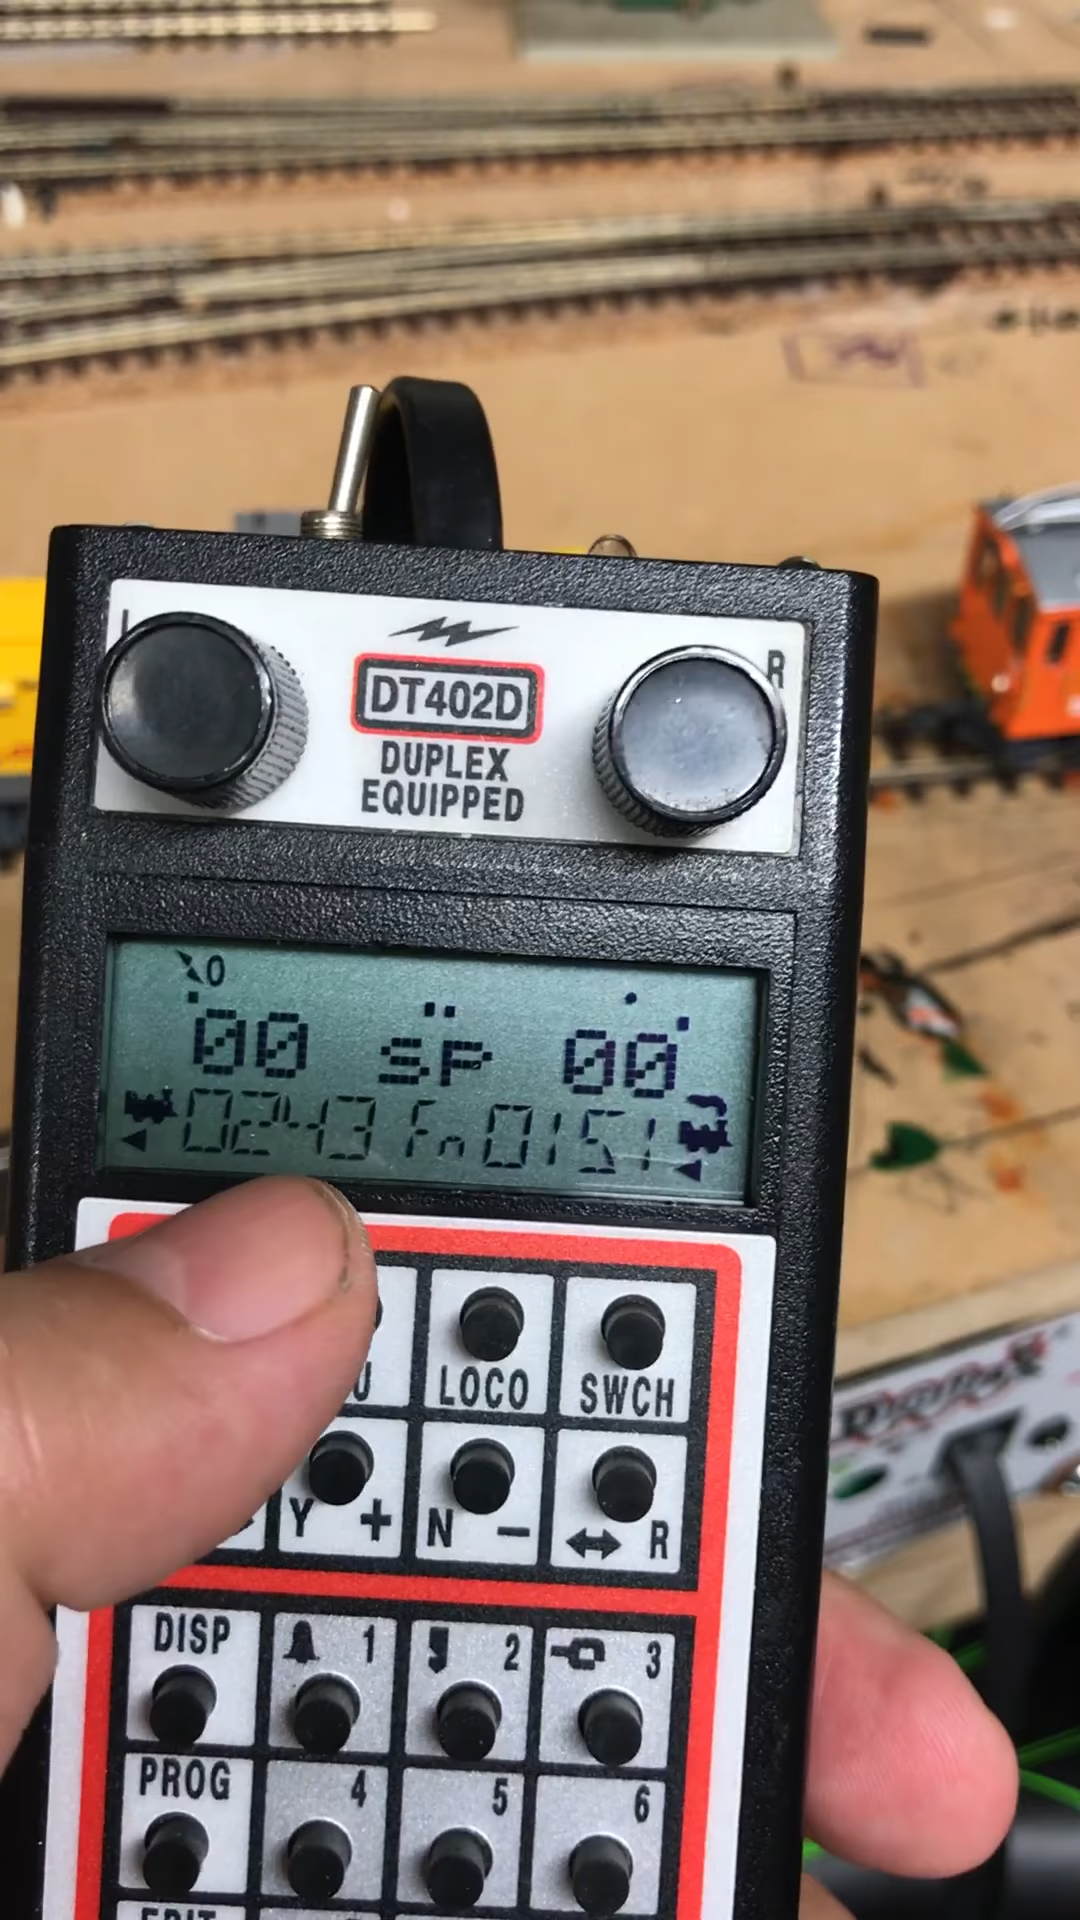 L
R
DT402D
DUPLEX
EQUIPPED
0
00 SP 00
0243 Fn 0151
LOCO
SWCH
Y +
N -
R
DISP
1
2
3
PROG
4
5
6